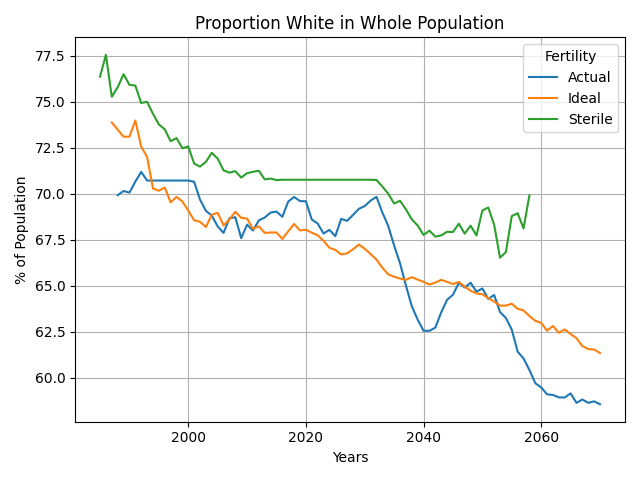 Proportion White in Whole Population
Fertility
Actual
Ideal
Sterile
% of Population
77.5
75.0
72.5
70.0
67.5
65.0
62.5
60.0
2000
2020
2040
2060
Years